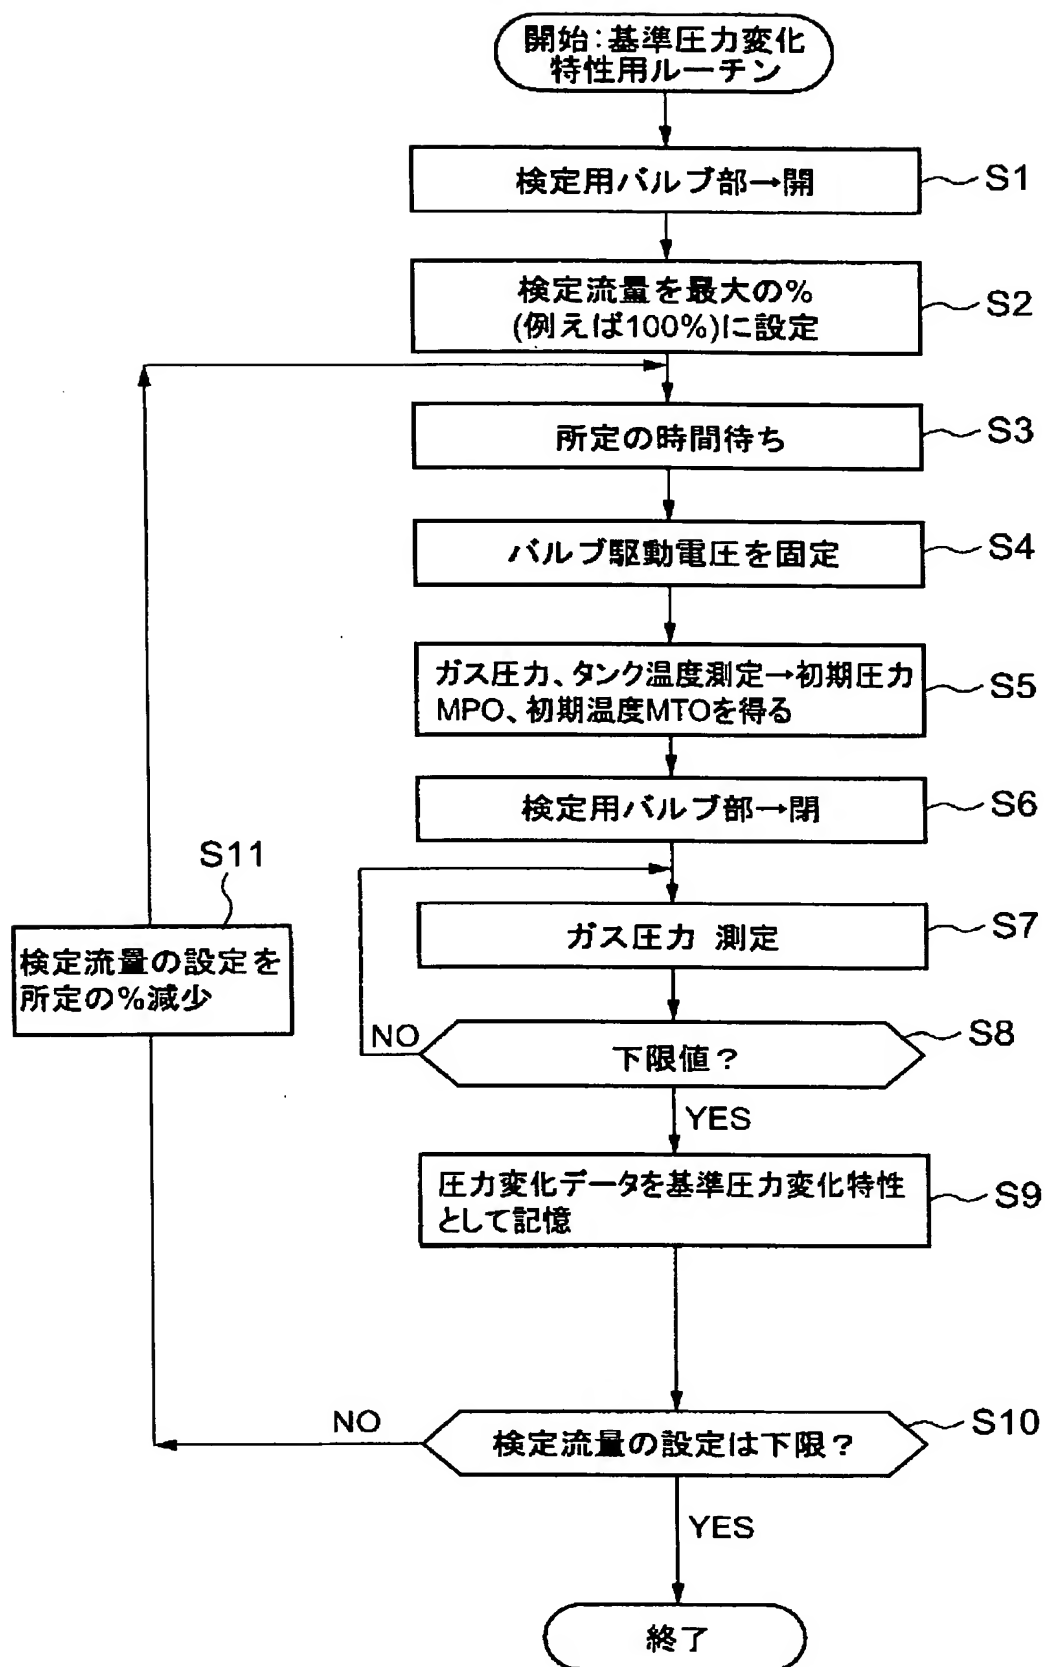 開始:基準圧力変化
特性用ルーチン
検定用バルブ部→開
S1
検定流量を最大の%
(例えば100%)に設定
S2
所定の時間待ち
S3
バルブ駆動電圧を固定
S4
ガス圧力、タンク温度測定→初期圧力
MPO、初期温度MTOを得る
S5
検定用バルブ部→閉
S6
S11
検定流量の設定を
所定の%減少
ガス圧力 測定
S7
NO
下限値?
S8
YES
圧力変化データを基準圧力変化特性
として記憶
S9
NO
検定流量の設定は下限?
S10
YES
終了